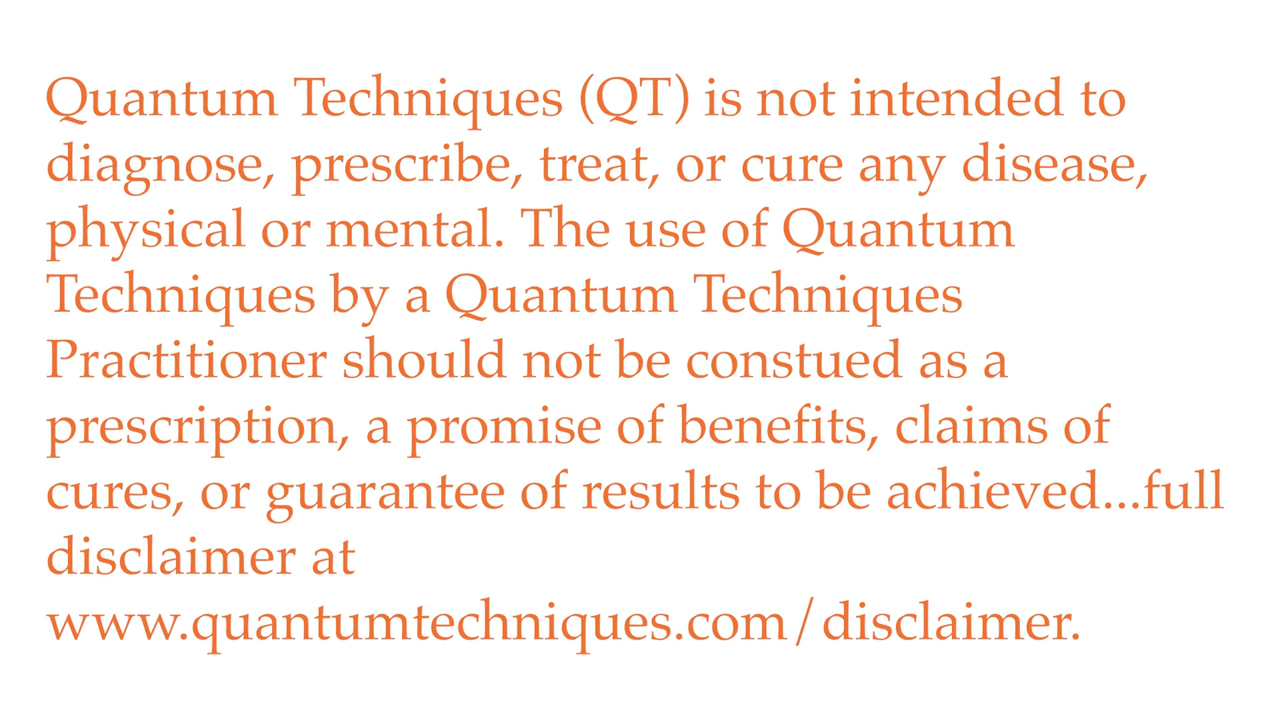 Quantum Techniques (QT) is not intended to
diagnose, prescribe, treat, or cure any disease,
physical or mental. The use of Quantum
Techniques by a Quantum Techniques
Practitioner should not be constued as a
prescription, a promise of benefits, claims of
cures, or guarantee of results to be achieved...full
disclaimer at
www.quantumtechniques.com/disclaimer.